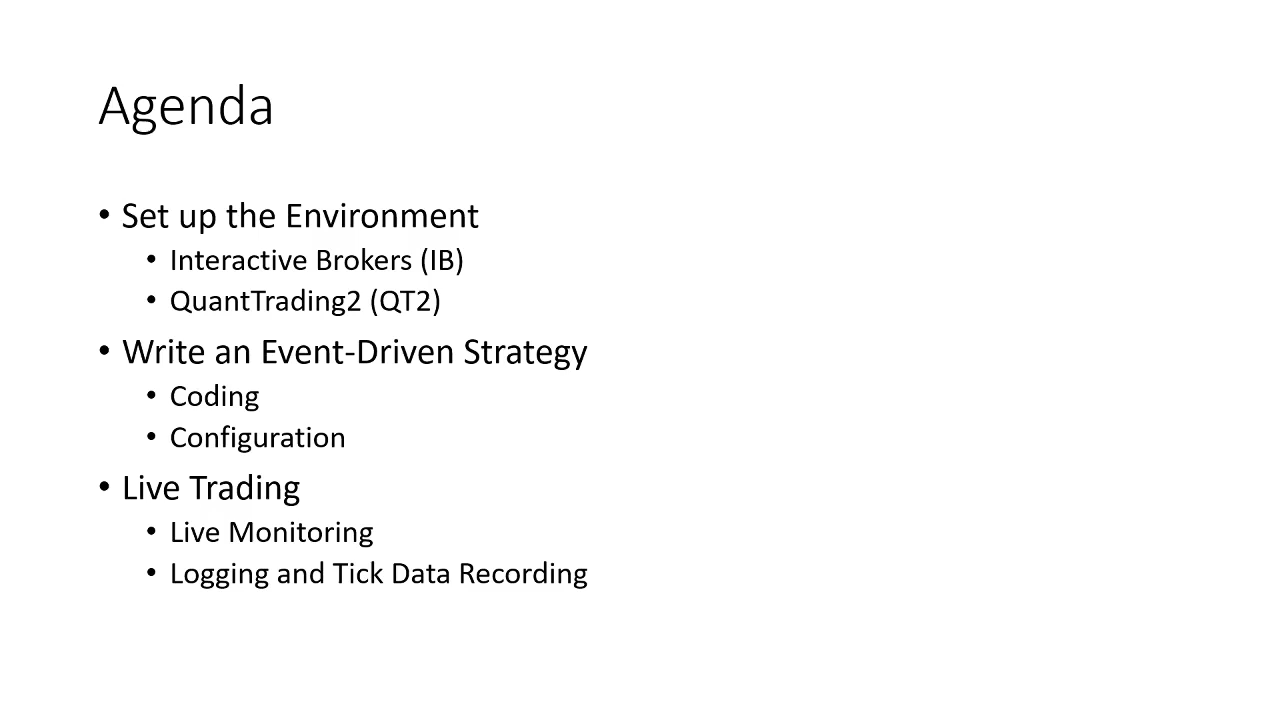 Agenda
• Set up the Environment
• Interactive Brokers (IB)
• QuantTrading2 (QT2)
• Write an Event-Driven Strategy
• Coding
• Configuration
• Live Trading
• Live Monitoring
• Logging and Tick Data Recording